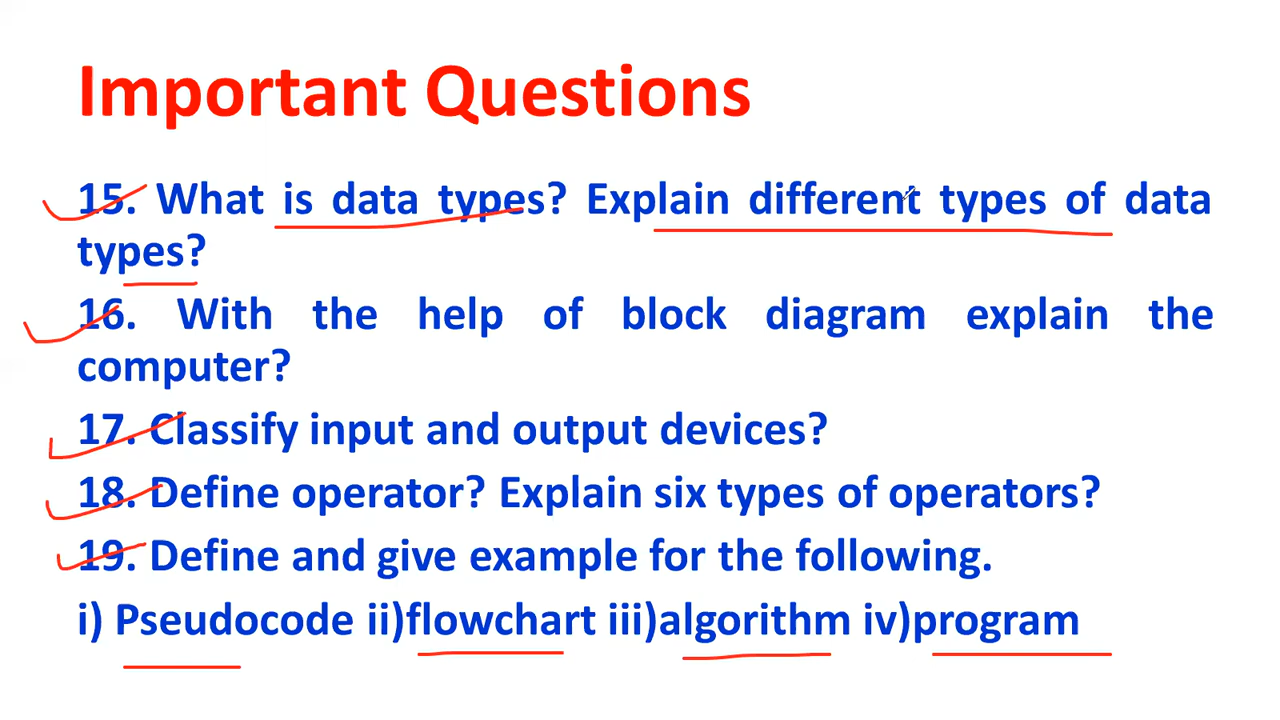 Important Questions
15. What is data types? Explain different types of data
types?
16. With the help of block diagram explain the
computer?
17. Classify input and output devices?
18. Define operator? Explain six types of operators?
19. Define and give example for the following.
i) Pseudocode ii)flowchart iii)algorithm iv)program